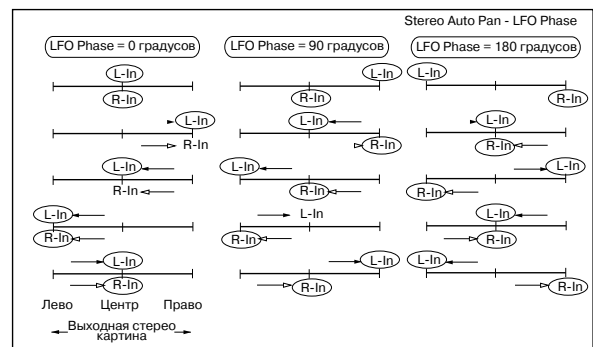 Stereo Auto Pan - LFO Phase
LFO Phase = 0 градусов
LFO Phase = 90 градусов
LFO Phase = 180 градусов
L-In
L-In
L-In
R-In
R-In
R-In
L-In
L-In
L-In
R-In
R-In
R-In
L-In
L-In
L-In
R-In
R-In
R-In
L-In
L-In
L-In
R-In
R-In
R-In
L-In
L-In
L-In
R-In
R-In
R-In
Лево Центр Право
Выходная стерео
картина